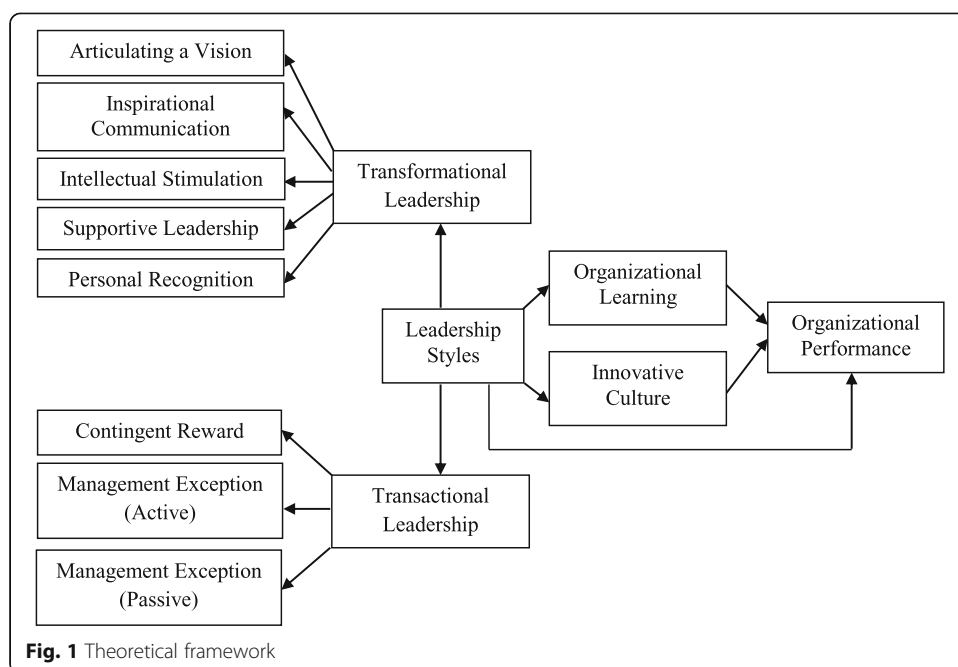 Articulating a Vision
Inspirational
Communication
Intellectual Stimulation
Supportive Leadership
Personal Recognition
Transformational
Leadership
Leadership
Styles
Organizational
Learning
Innovative
Culture
Organizational
Performance
Contingent Reward
Management Exception
(Active)
Management Exception
(Passive)
Transactional
Leadership
Fig. 1 Theoretical framework